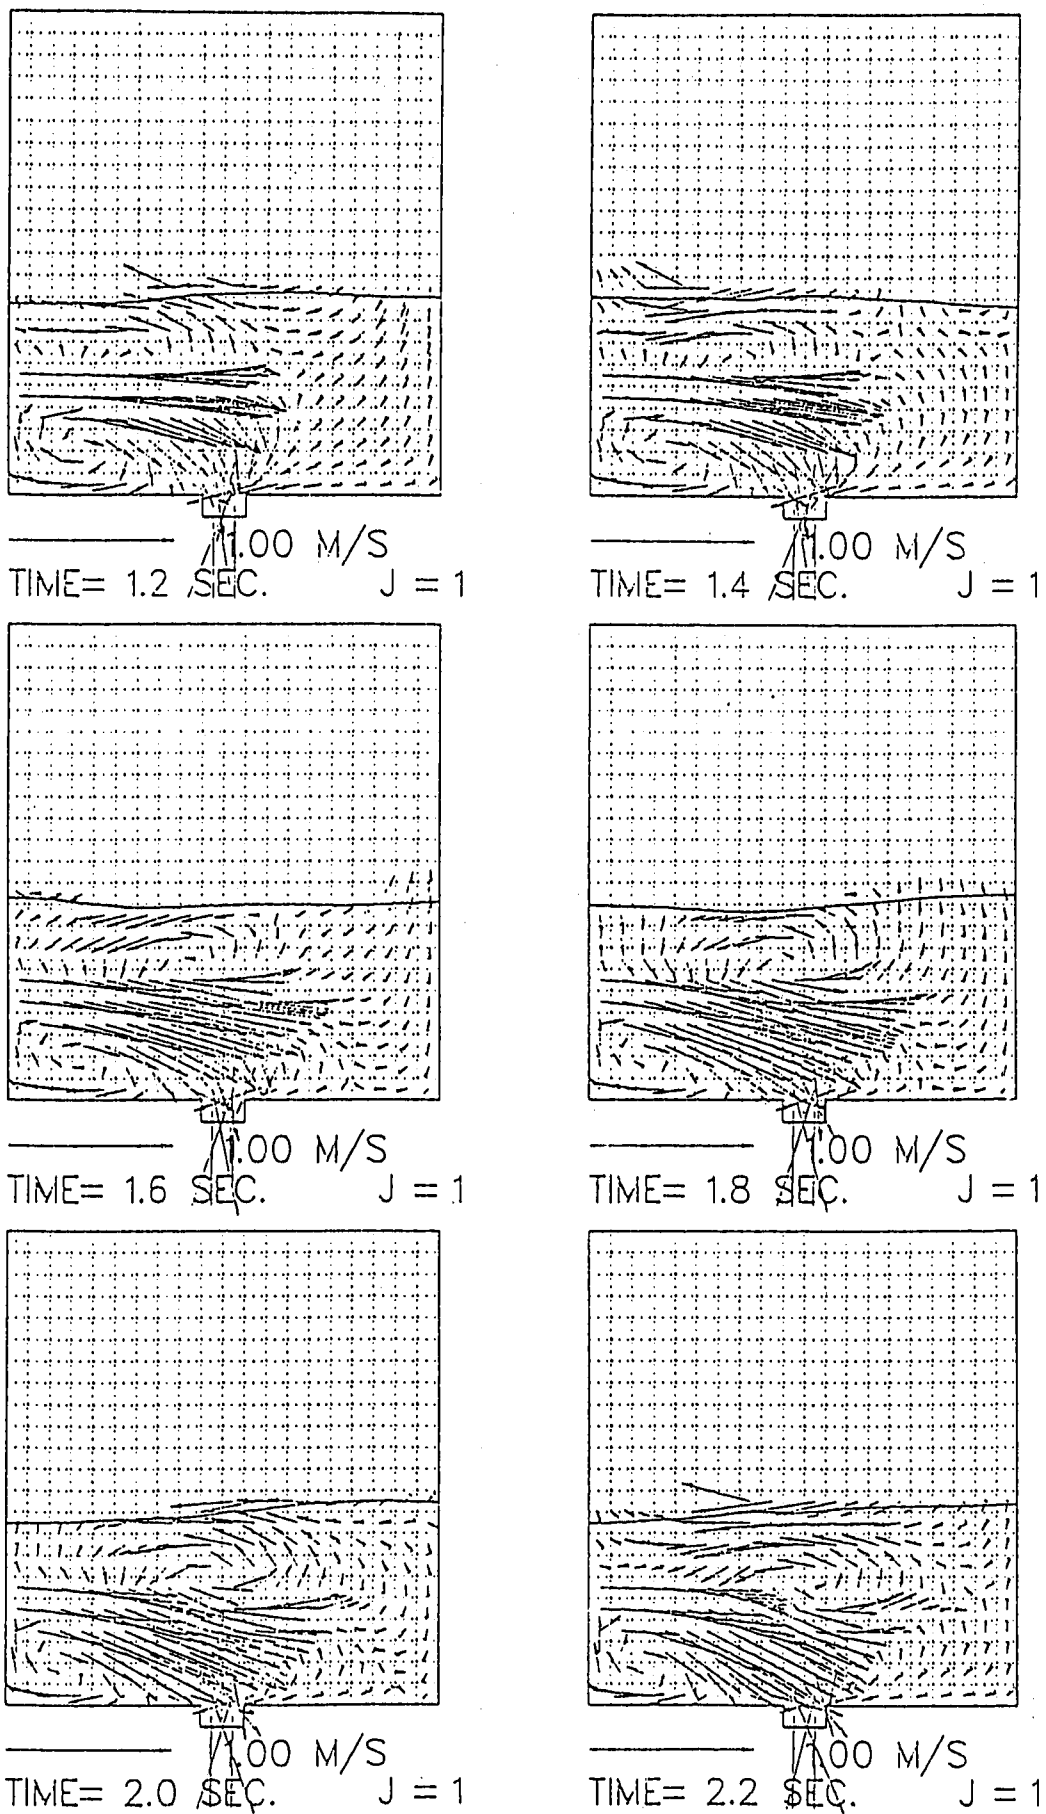 1.00 M/S
TIME= 1.2 SEC. J = 1
1.00 M/S
TIME= 1.4 SEC. J = 1
1.00 M/S
TIME= 1.6 SEC. J = 1
1.00 M/S
TIME= 1.8 SEC. J = 1
1.00 M/S
TIME= 2.0 SEC. J = 1
1.00 M/S
TIME= 2.2 SEC. J = 1